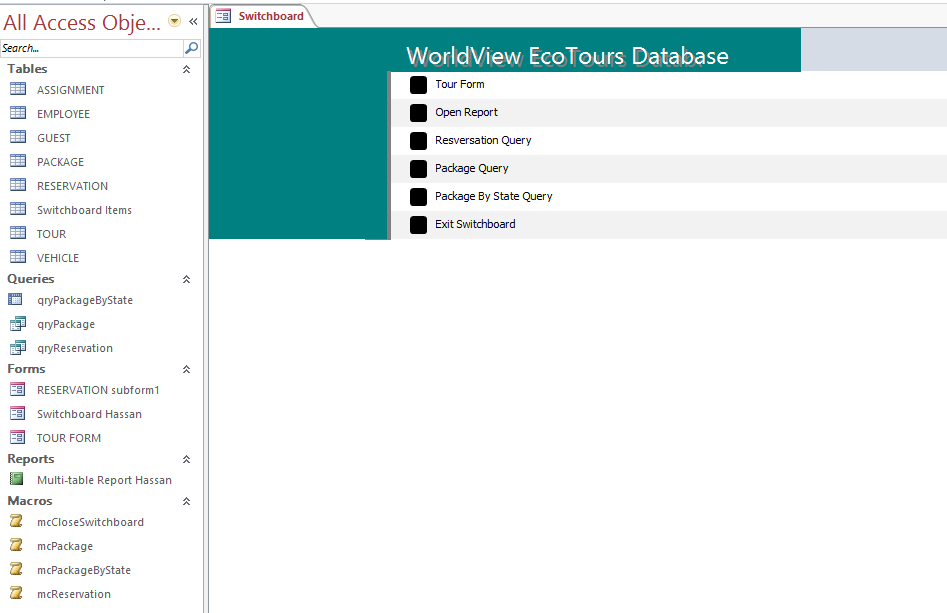 All Access Obje...
Search...
Tables
ASSIGNMENT
EMPLOYEE
GUEST
PACKAGE
RESERVATION
Switchboard Items
TOUR
VEHICLE
Queries
qryPackageByState
qryPackage
qryReservation
Forms
RESERVATION subform1
Switchboard Hassan
TOUR FORM
Reports
Multi-table Report Hassan
Macros
mcCloseSwitchboard
mcPackage
mcPackageByState
mcReservation
Switchboard
WorldView EcoTours Database
Tour Form
Open Report
Resversation Query
Package Query
Package By State Query
Exit Switchboard